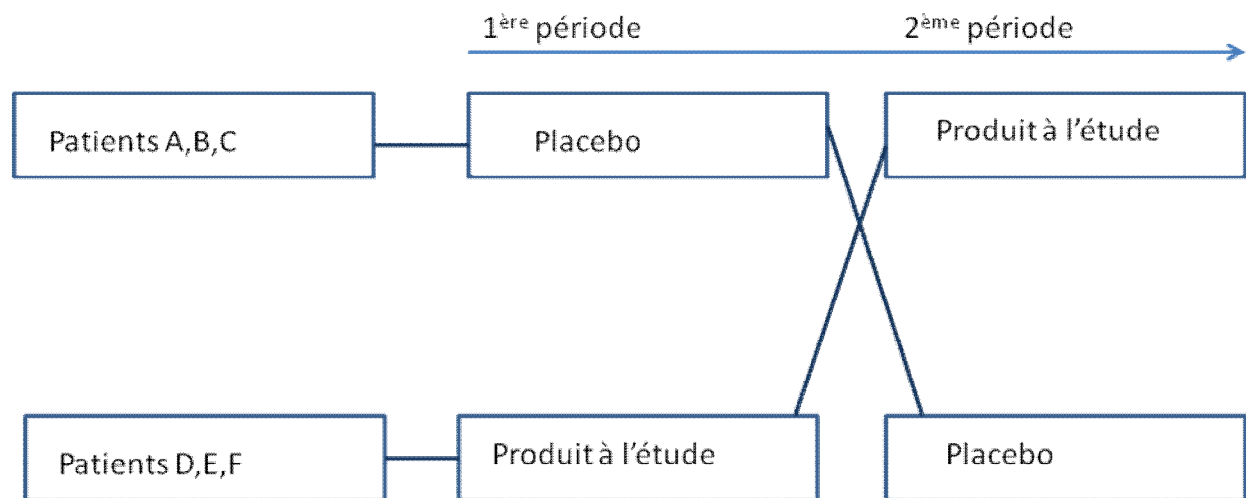 1ère période
2ème période
Patients A,B,C
Placebo
Produit à l'étude
Patients D,E,F
Produit à l'étude
Placebo